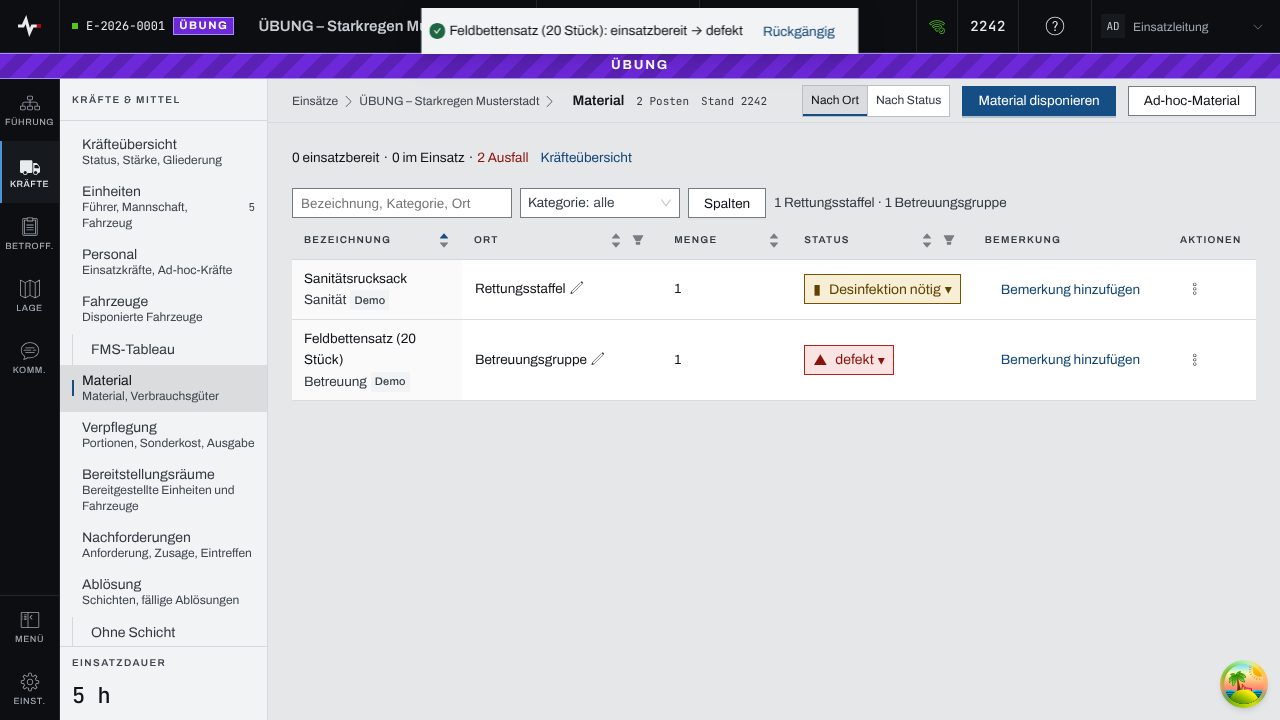 E-2026-0001 ÜBUNG ÜBUNG – Starkregen Mu
Feldbettensatz (20 Stück): einsatzbereit → defekt Rückgängig
2242
AD Einsatzleitung
ÜBUNG
FÜHRUNG
KRÄFTE
BETROFF.
LAGE
KOMM.
MENÜ
EINST.
KRÄFTE & MITTEL
Kräfteübersicht
Status, Stärke, Gliederung
Einheiten
Führer, Mannschaft,
Fahrzeug
5
Personal
Einsatzkräfte, Ad-hoc-Kräfte
Fahrzeuge
Disponierte Fahrzeuge
FMS-Tableau
Material
Material, Verbrauchsgüter
Verpflegung
Portionen, Sonderkost, Ausgabe
Bereitstellungsräume
Bereitgestellte Einheiten und
Fahrzeuge
Nachforderungen
Anforderung, Zusage, Eintreffen
Ablösung
Schichten, fällige Ablösungen
Ohne Schicht
EINSATZDAUER
5 h
Einsätze ÜBUNG – Starkregen Musterstadt Material 2 Posten Stand 2242
Nach Ort Nach Status Material disponieren Ad-hoc-Material
0 einsatzbereit · 0 im Einsatz · 2 Ausfall Kräfteübersicht
Bezeichnung, Kategorie, Ort Kategorie: alle Spalten 1 Rettungsstaffel · 1 Betreuungsgruppe
BEZEICHNUNG ORT MENGE STATUS BEMERKUNG AKTIONEN
Sanitätsrucksack
Sanität Demo
Rettungsstaffel 1 Desinfektion nötig ▾ Bemerkung hinzufügen
Feldbettensatz (20
Stück)
Betreuung Demo
Betreuungsgruppe 1 defekt ▾ Bemerkung hinzufügen